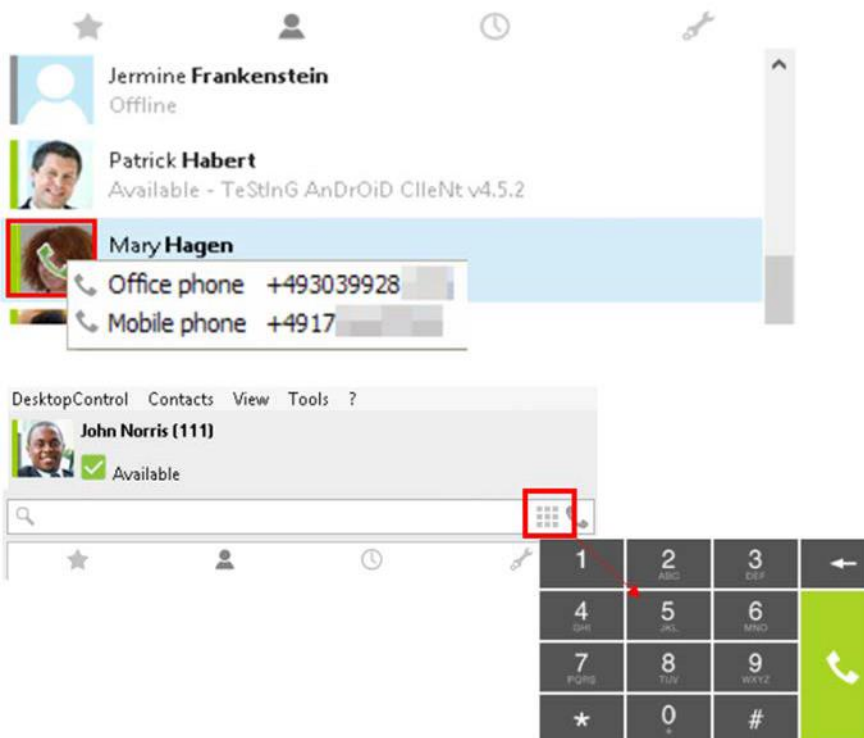 Jermine Frankenstein
Offline
Patrick Habert
Available - TeStInG AnDrOiD ClIeNt v4.5.2
Mary Hagen
Office phone +493039928
Mobile phone +4917
DesktopControl Contacts View Tools ?
John Norris (111)
Available
1 2 3
ABC DEF
4 5 6
GHI JKL MNO
7 8 9
PQRS TUV WXYZ
* 0 #
+